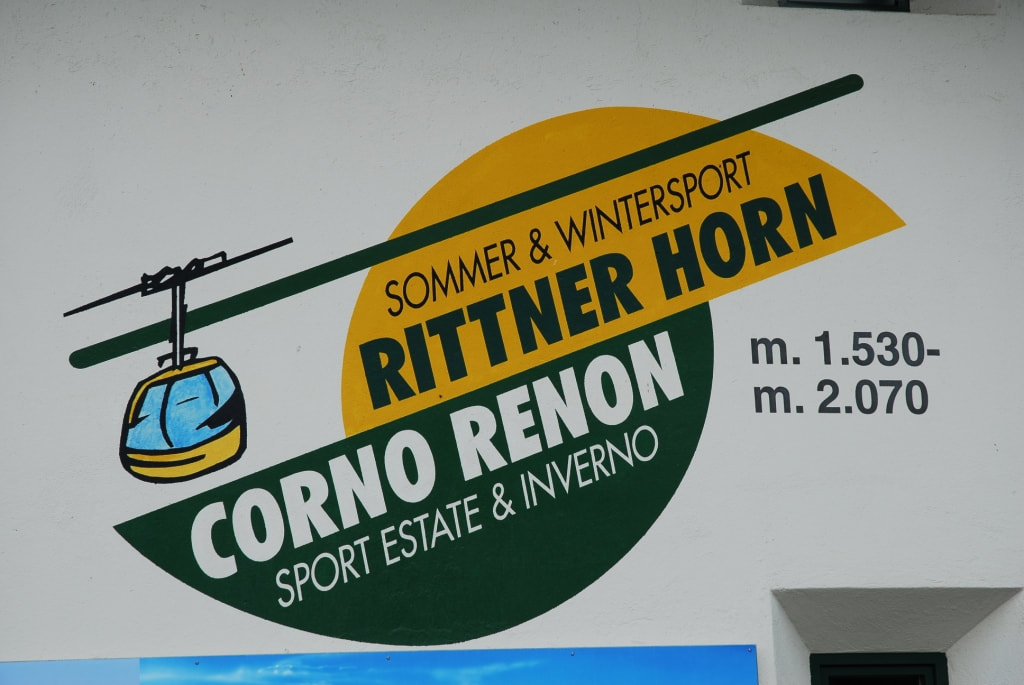 SOMMER & WINTERSPORT
RITTNER HORN
CORNO RENON
SPORT ESTATE & INVERNO
m. 1.530-
m. 2.070